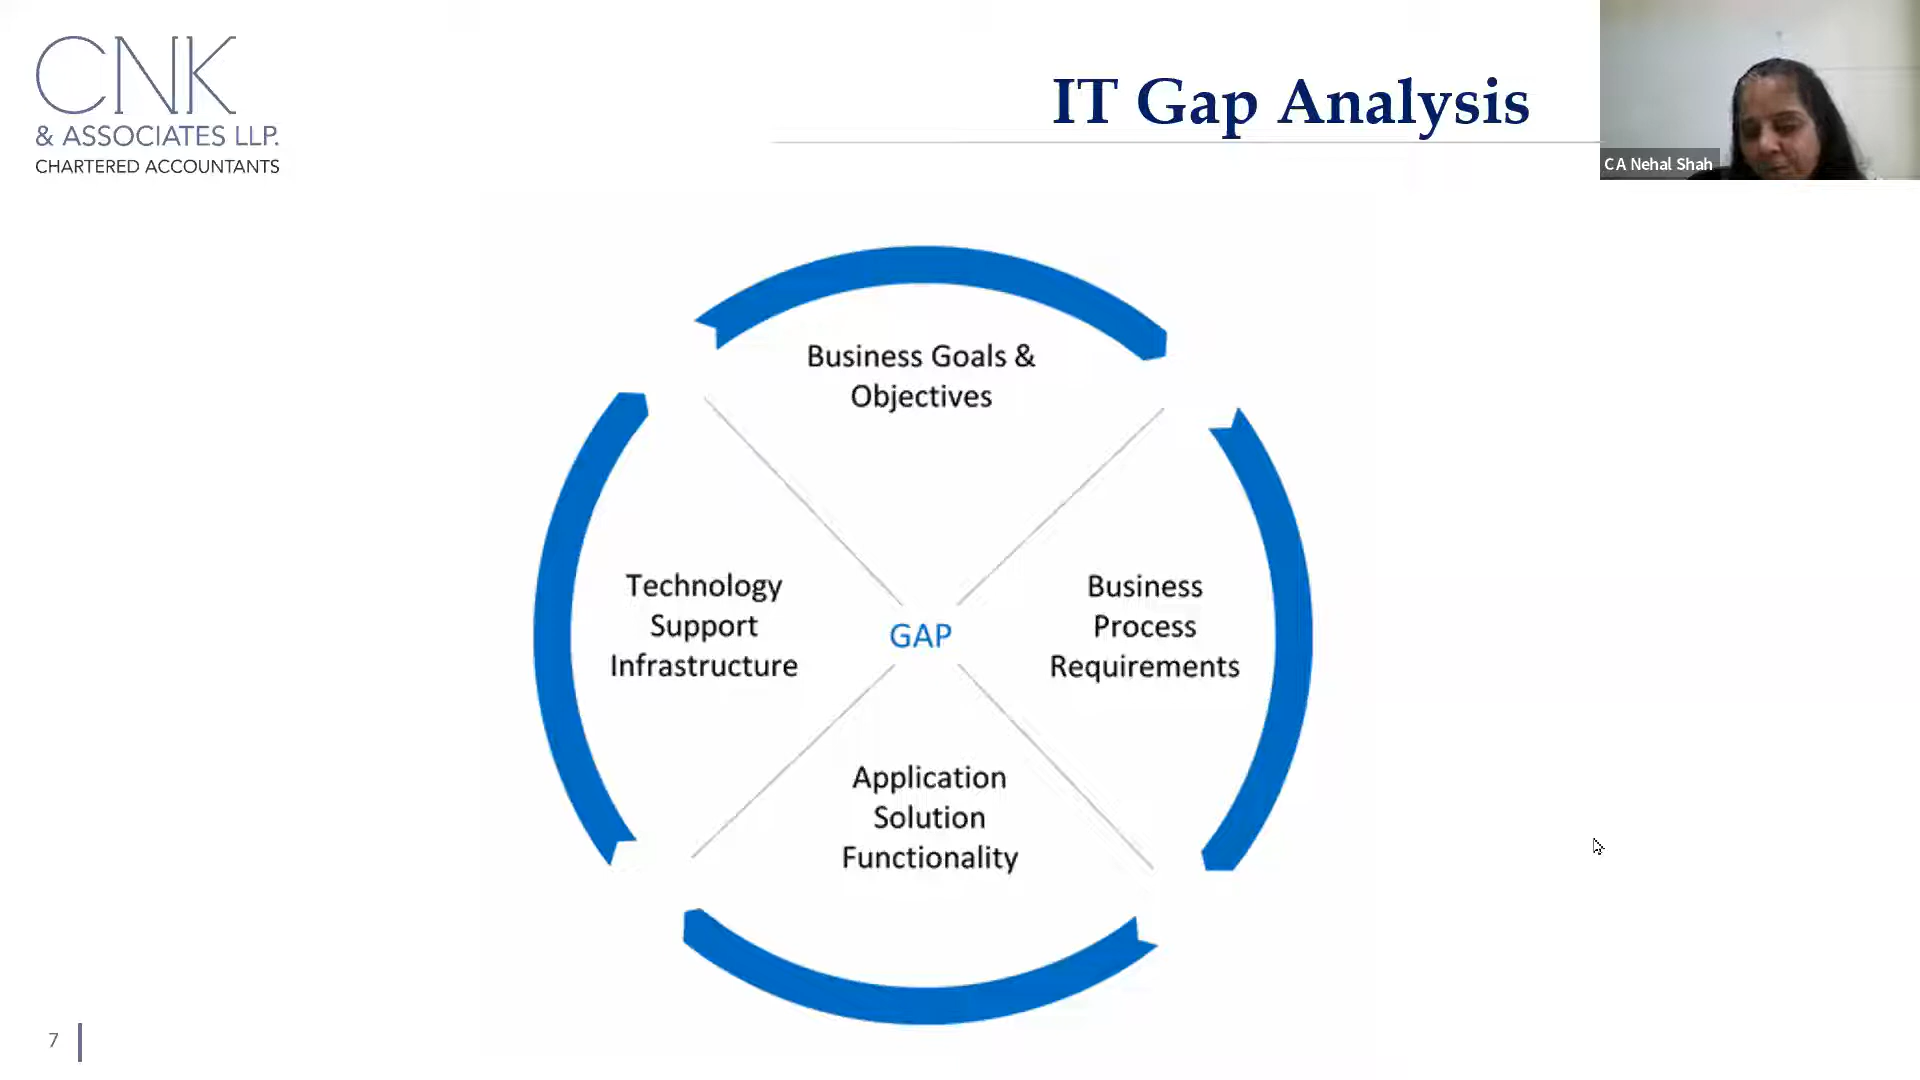 CNK
& ASSOCIATES LLP.
CHARTERED ACCOUNTANTS
IT Gap Analysis
C A Nehal Shah
Business Goals &
Objectives
Technology
Support
Infrastructure
GAP
Business
Process
Requirements
Application
Solution
Functionality
7